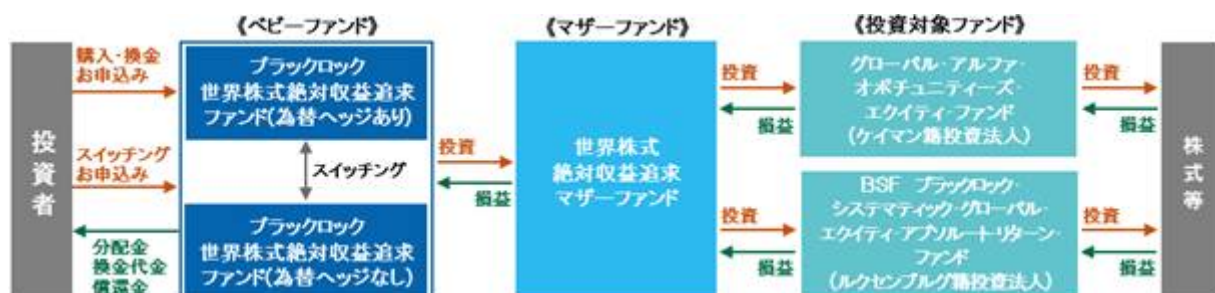 《ベビーファンド》
《マザーファンド》
《投資対象ファンド》
投資者
購入・換金
お申込み
スイッチング
お申込み
分配金
換金代金
償還金
ブラックロック
世界株式絶対収益追求
ファンド(為替ヘッジあり)
スイッチング
ブラックロック
世界株式絶対収益追求
ファンド(為替ヘッジなし)
投資
損益
世界株式
絶対収益追求
マザーファンド
投資
損益
投資
損益
グローバル・アルファ・
オポチュニティーズ・
エクイティ・ファンド
(ケイマン籍投資法人)
BSF ブラックロック・
システマティック・グローバル・
エクイティ・アブソルート・リターン・
ファンド
(ルクセンブルグ籍投資法人)
投資
損益
投資
損益
株式等